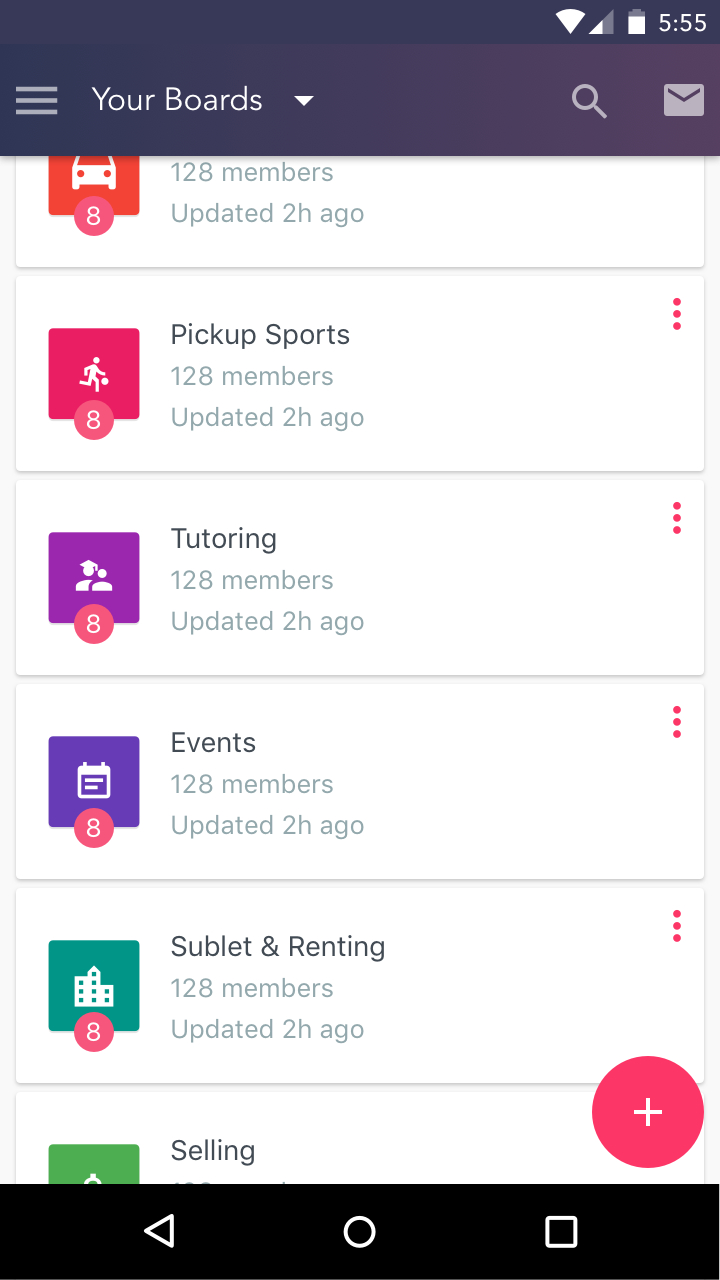 5:55
Your Boards
128 members
Updated 2h ago
8
Pickup Sports
128 members
Updated 2h ago
8
Tutoring
128 members
Updated 2h ago
8
Events
128 members
Updated 2h ago
8
Sublet & Renting
128 members
Updated 2h ago
8
Selling